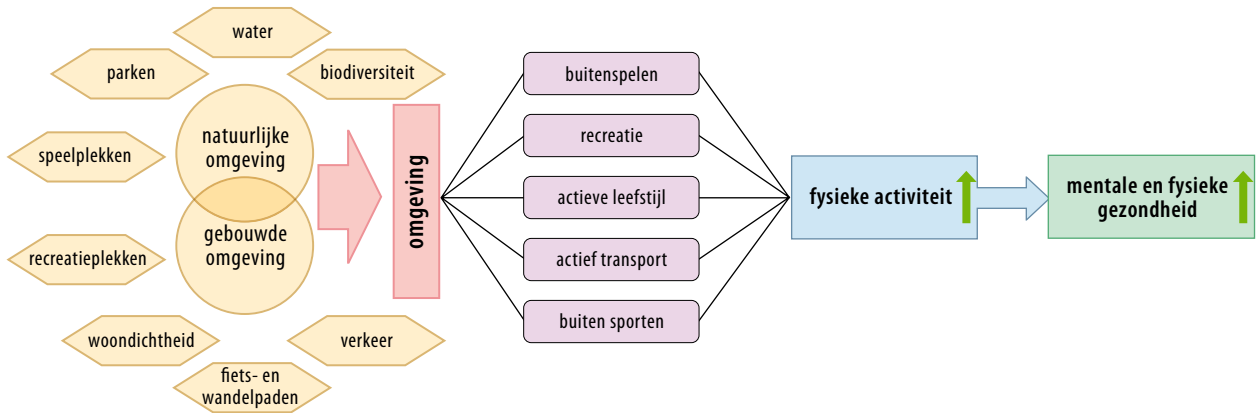 water
parken
biodiversiteit
natuurlijke
omgeving
speelplekken
gebouwde
omgeving
recreatieplekken
woondichtheid
verkeer
fiets- en
wandelpaden
omgeving
buitenspelen
recreatie
actieve leefstijl
actief transport
buiten sporten
fysieke activiteit
mentale en fysieke
gezondheid